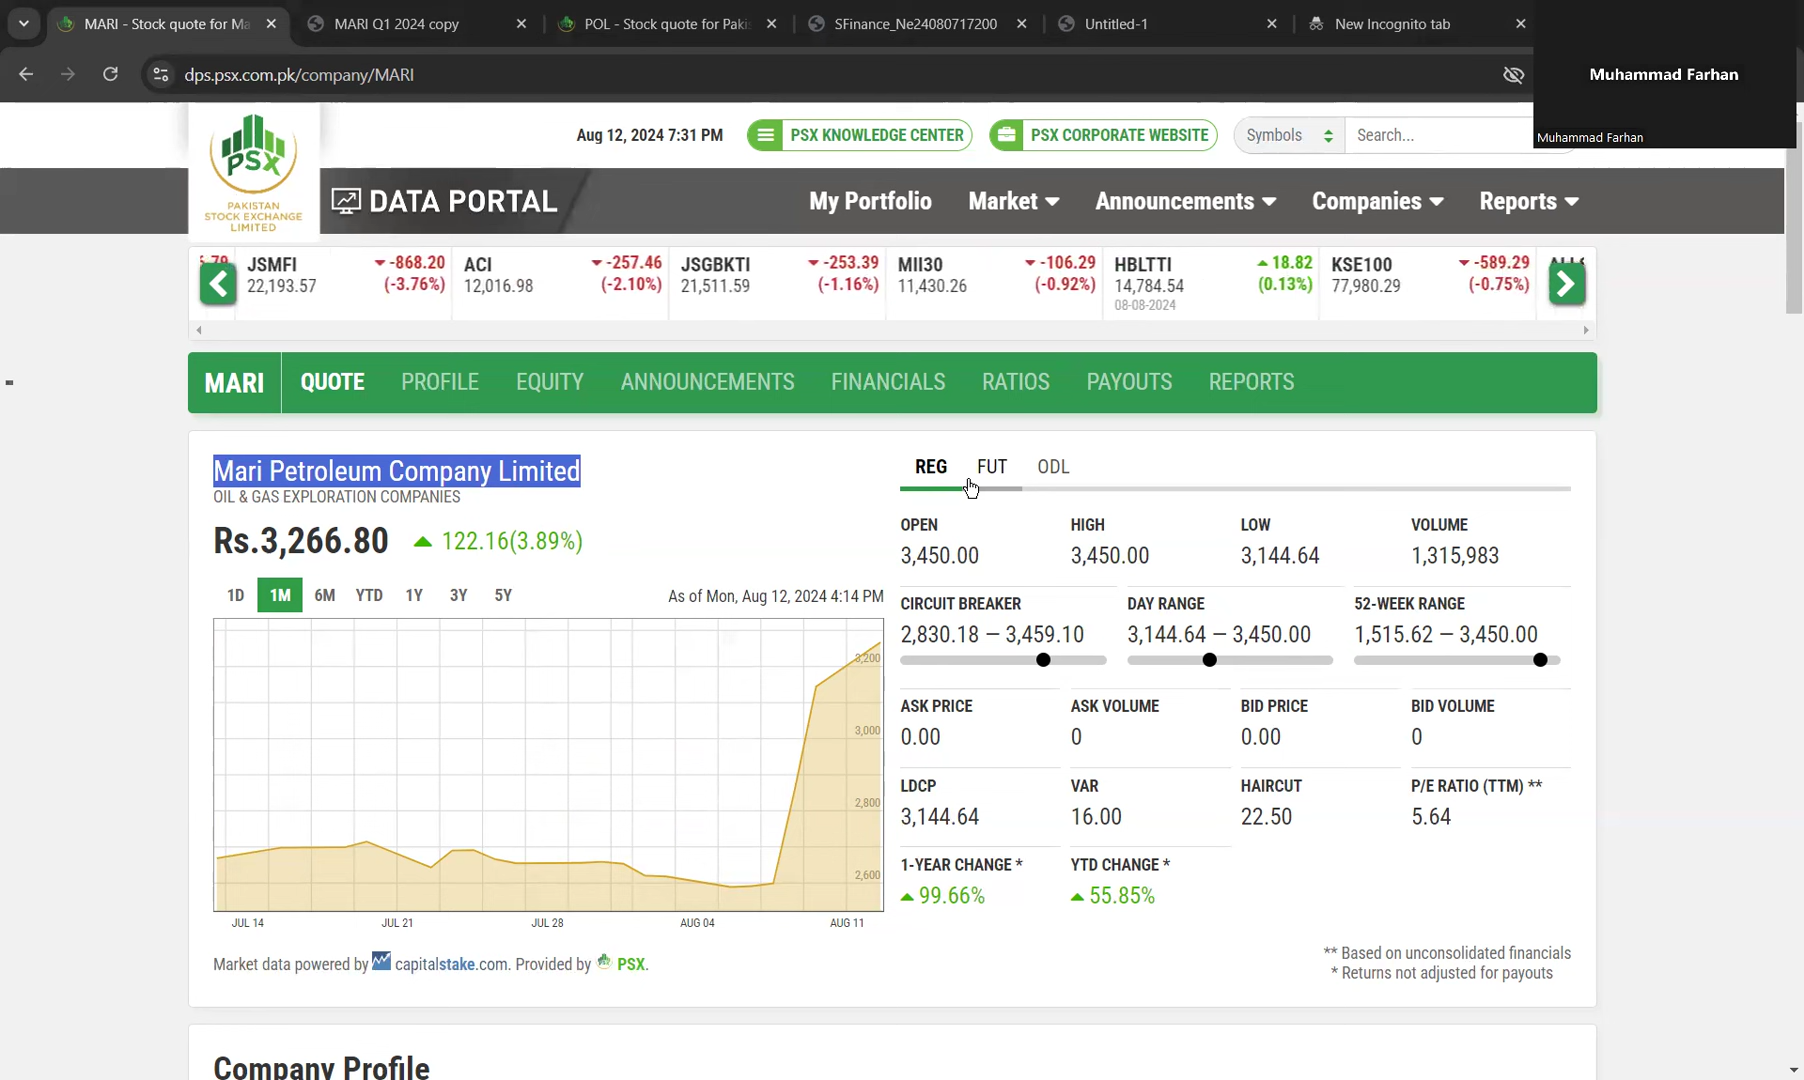 MARI - Stock quote for Ma
MARI Q1 2024 copy
POL - Stock quote for Paki
SFinance_Ne24080717200
Untitled-1
New Incognito tab
dps.psx.com.pk/company/MARI
Muhammad Farhan
Muhammad Farhan
PSX
PAKISTAN
STOCK EXCHANGE
LIMITED
Aug 12, 2024 7:31 PM
PSX KNOWLEDGE CENTER
PSX CORPORATE WEBSITE
Symbols
Search...
DATA PORTAL
My Portfolio
Market
Announcements
Companies
Reports
JSMFI -868.20
22,193.57 (-3.76%)
ACI -257.46
12,016.98 (-2.10%)
JSGBKTI -253.39
21,511.59 (-1.16%)
MII30 -106.29
11,430.26 (-0.92%)
HBLTTI 18.82
14,784.54 (0.13%)
08-08-2024
KSE100 -589.29
77,980.29 (-0.75%)
MARI QUOTE PROFILE EQUITY ANNOUNCEMENTS FINANCIALS RATIOS PAYOUTS REPORTS
Mari Petroleum Company Limited
OIL & GAS EXPLORATION COMPANIES
Rs.3,266.80 122.16(3.89%)
1D 1M 6M YTD 1Y 3Y 5Y
As of Mon, Aug 12, 2024 4:14 PM
3,200
3,000
2,800
2,600
JUL 14 JUL 21 JUL 28 AUG 04 AUG 11
Market data powered by capitalstake.com. Provided by PSX.
REG FUT ODL
OPEN HIGH LOW VOLUME
3,450.00 3,450.00 3,144.64 1,315,983
CIRCUIT BREAKER DAY RANGE 52-WEEK RANGE
2,830.18 — 3,459.10 3,144.64 — 3,450.00 1,515.62 — 3,450.00
ASK PRICE ASK VOLUME BID PRICE BID VOLUME
0.00 0 0.00 0
LDCP VAR HAIRCUT P/E RATIO (TTM) **
3,144.64 16.00 22.50 5.64
1-YEAR CHANGE * YTD CHANGE *
99.66% 55.85%
** Based on unconsolidated financials
* Returns not adjusted for payouts
Company Profile